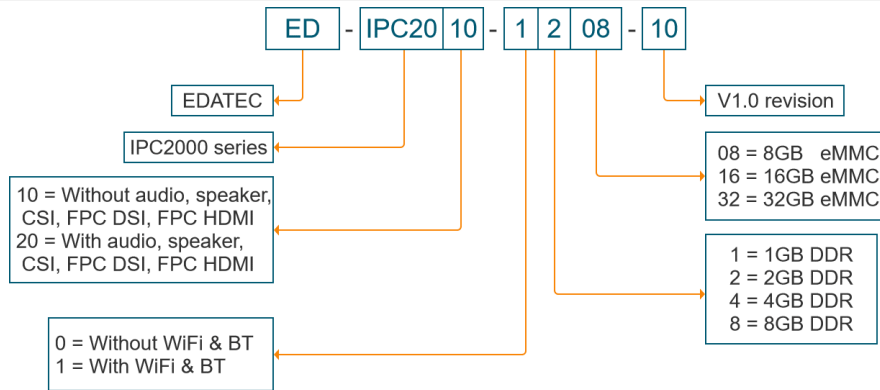 ED - IPC20 10 - 1 2 08 - 10
EDATEC
V1.0 revision
IPC2000 series
08 = 8GB eMMC
16 = 16GB eMMC
32 = 32GB eMMC
10 = Without audio, speaker,
CSI, FPC DSI, FPC HDMI
20 = With audio, speaker,
CSI, FPC DSI, FPC HDMI
1 = 1GB DDR
2 = 2GB DDR
4 = 4GB DDR
8 = 8GB DDR
0 = Without WiFi & BT
1 = With WiFi & BT